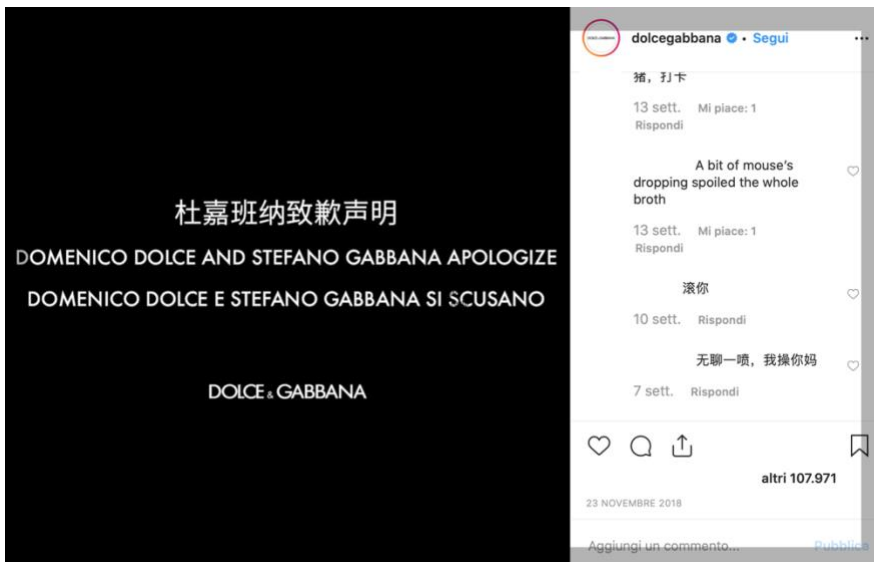 杜嘉班纳致歉声明
DOMENICO DOLCE AND STEFANO GABBANA APOLOGIZE
DOMENICO DOLCE E STEFANO GABBANA SI SCUSANO
DOLCE & GABBANA
dolcegabbana • Segui
猪，打卡
13 sett. Mi piace: 1
Rispondi
A bit of mouse's
dropping spoiled the whole
broth
13 sett. Mi piace: 1
Rispondi
滚你
10 sett. Rispondi
无聊一喷，我操你妈
7 sett. Rispondi
altri 107.971
23 NOVEMBRE 2018
Aggiungi un commento... Pubblica